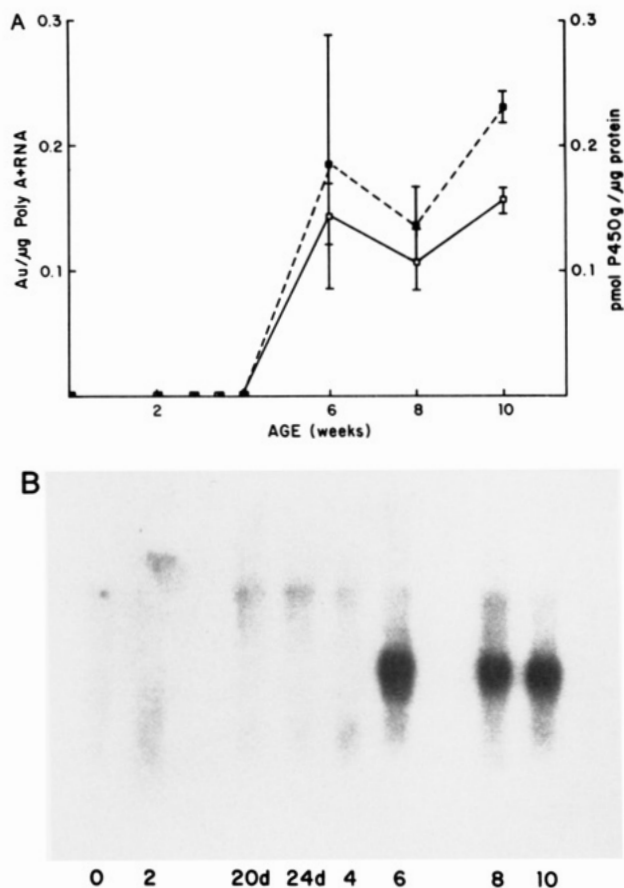 A
0.3
0.3
0.2
0.2
0.1
0.1
Au/µg Poly A+RNA
pmol P450g/µg protein
2 4 6 8 10
AGE (weeks)
B
0 2 20d 24d 4 6 8 10